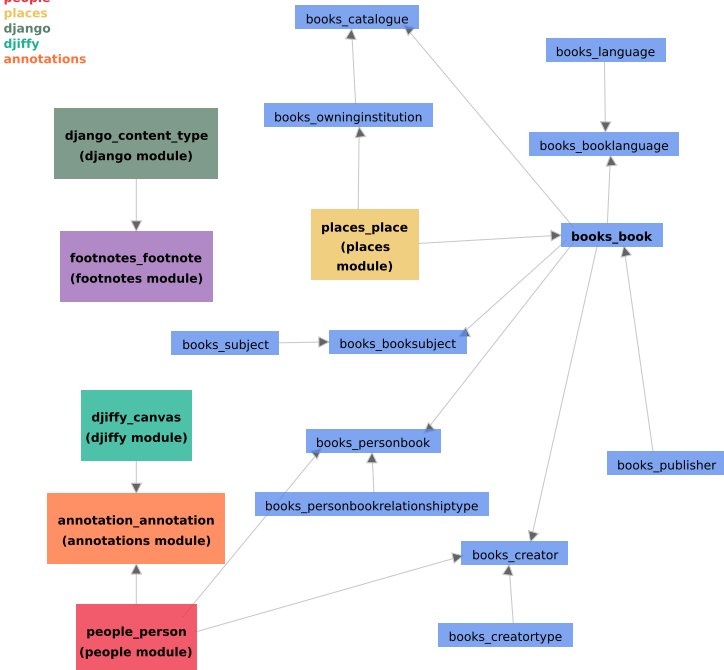 people
places
django
djiffy
annotations
books_catalogue
books_language
books_owninginstitution
django_content_type
(django module)
books_booklanguage
places_place
(places
module)
books_book
footnotes_footnote
(footnotes module)
books_subject
books_booksubject
djiffy_canvas
(djiffy module)
books_personbook
books_publisher
books_personbookrelationshiptype
annotation_annotation
(annotations module)
books_creator
people_person
(people module)
books_creatortype